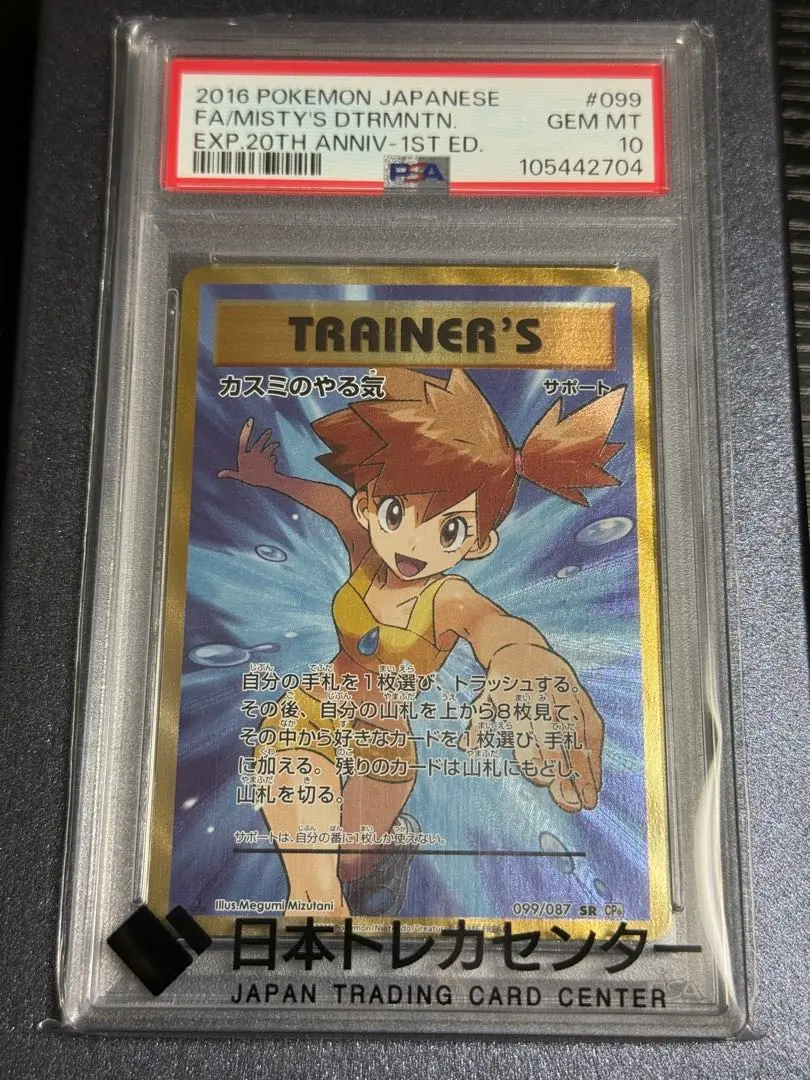 2016 POKEMON JAPANESE #099
FA/MISTY'S DTRMNTN. GEM MT
EXP.20TH ANNIV-1ST ED. 10
PSA 105442704
TRAINER'S
カスミのやる気 サポート
自分の手札を1枚選び、トラッシュする。
その後、自分の山札を上から8枚見て、
その中から好きなカードを1枚選び、手札
に加える。残りのカードは山札にもどし、
山札を切る。
サポートは、自分の番に1枚しか使えない。
Illus.Megumi Mizutani 099/087 SR CP6
日本トレカセンター
JAPAN TRADING CARD CENTER